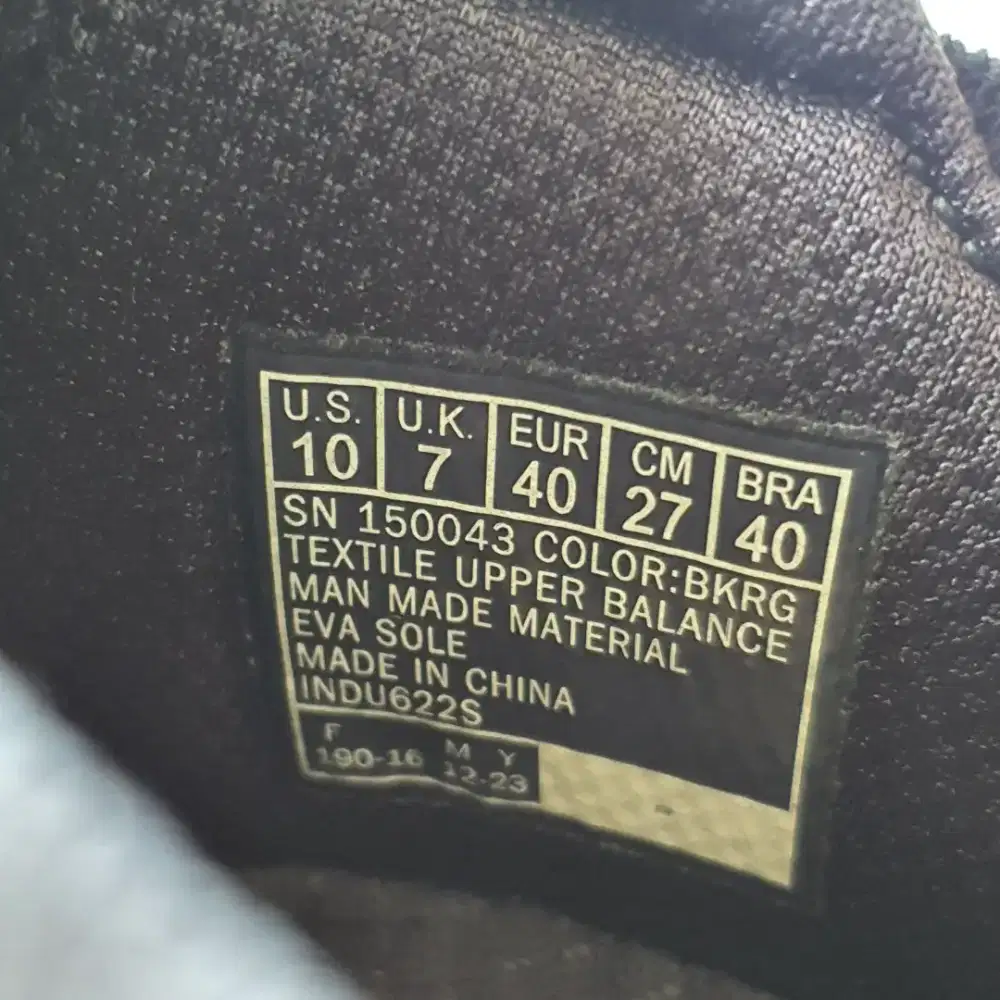 U.S. U.K. EUR CM BRA
10 7 40 27 40
SN 150043 COLOR:BKRG
TEXTILE UPPER BALANCE
MAN MADE MATERIAL
EVA SOLE
MADE IN CHINA
INDU622S
F M Y
190-16 12-23